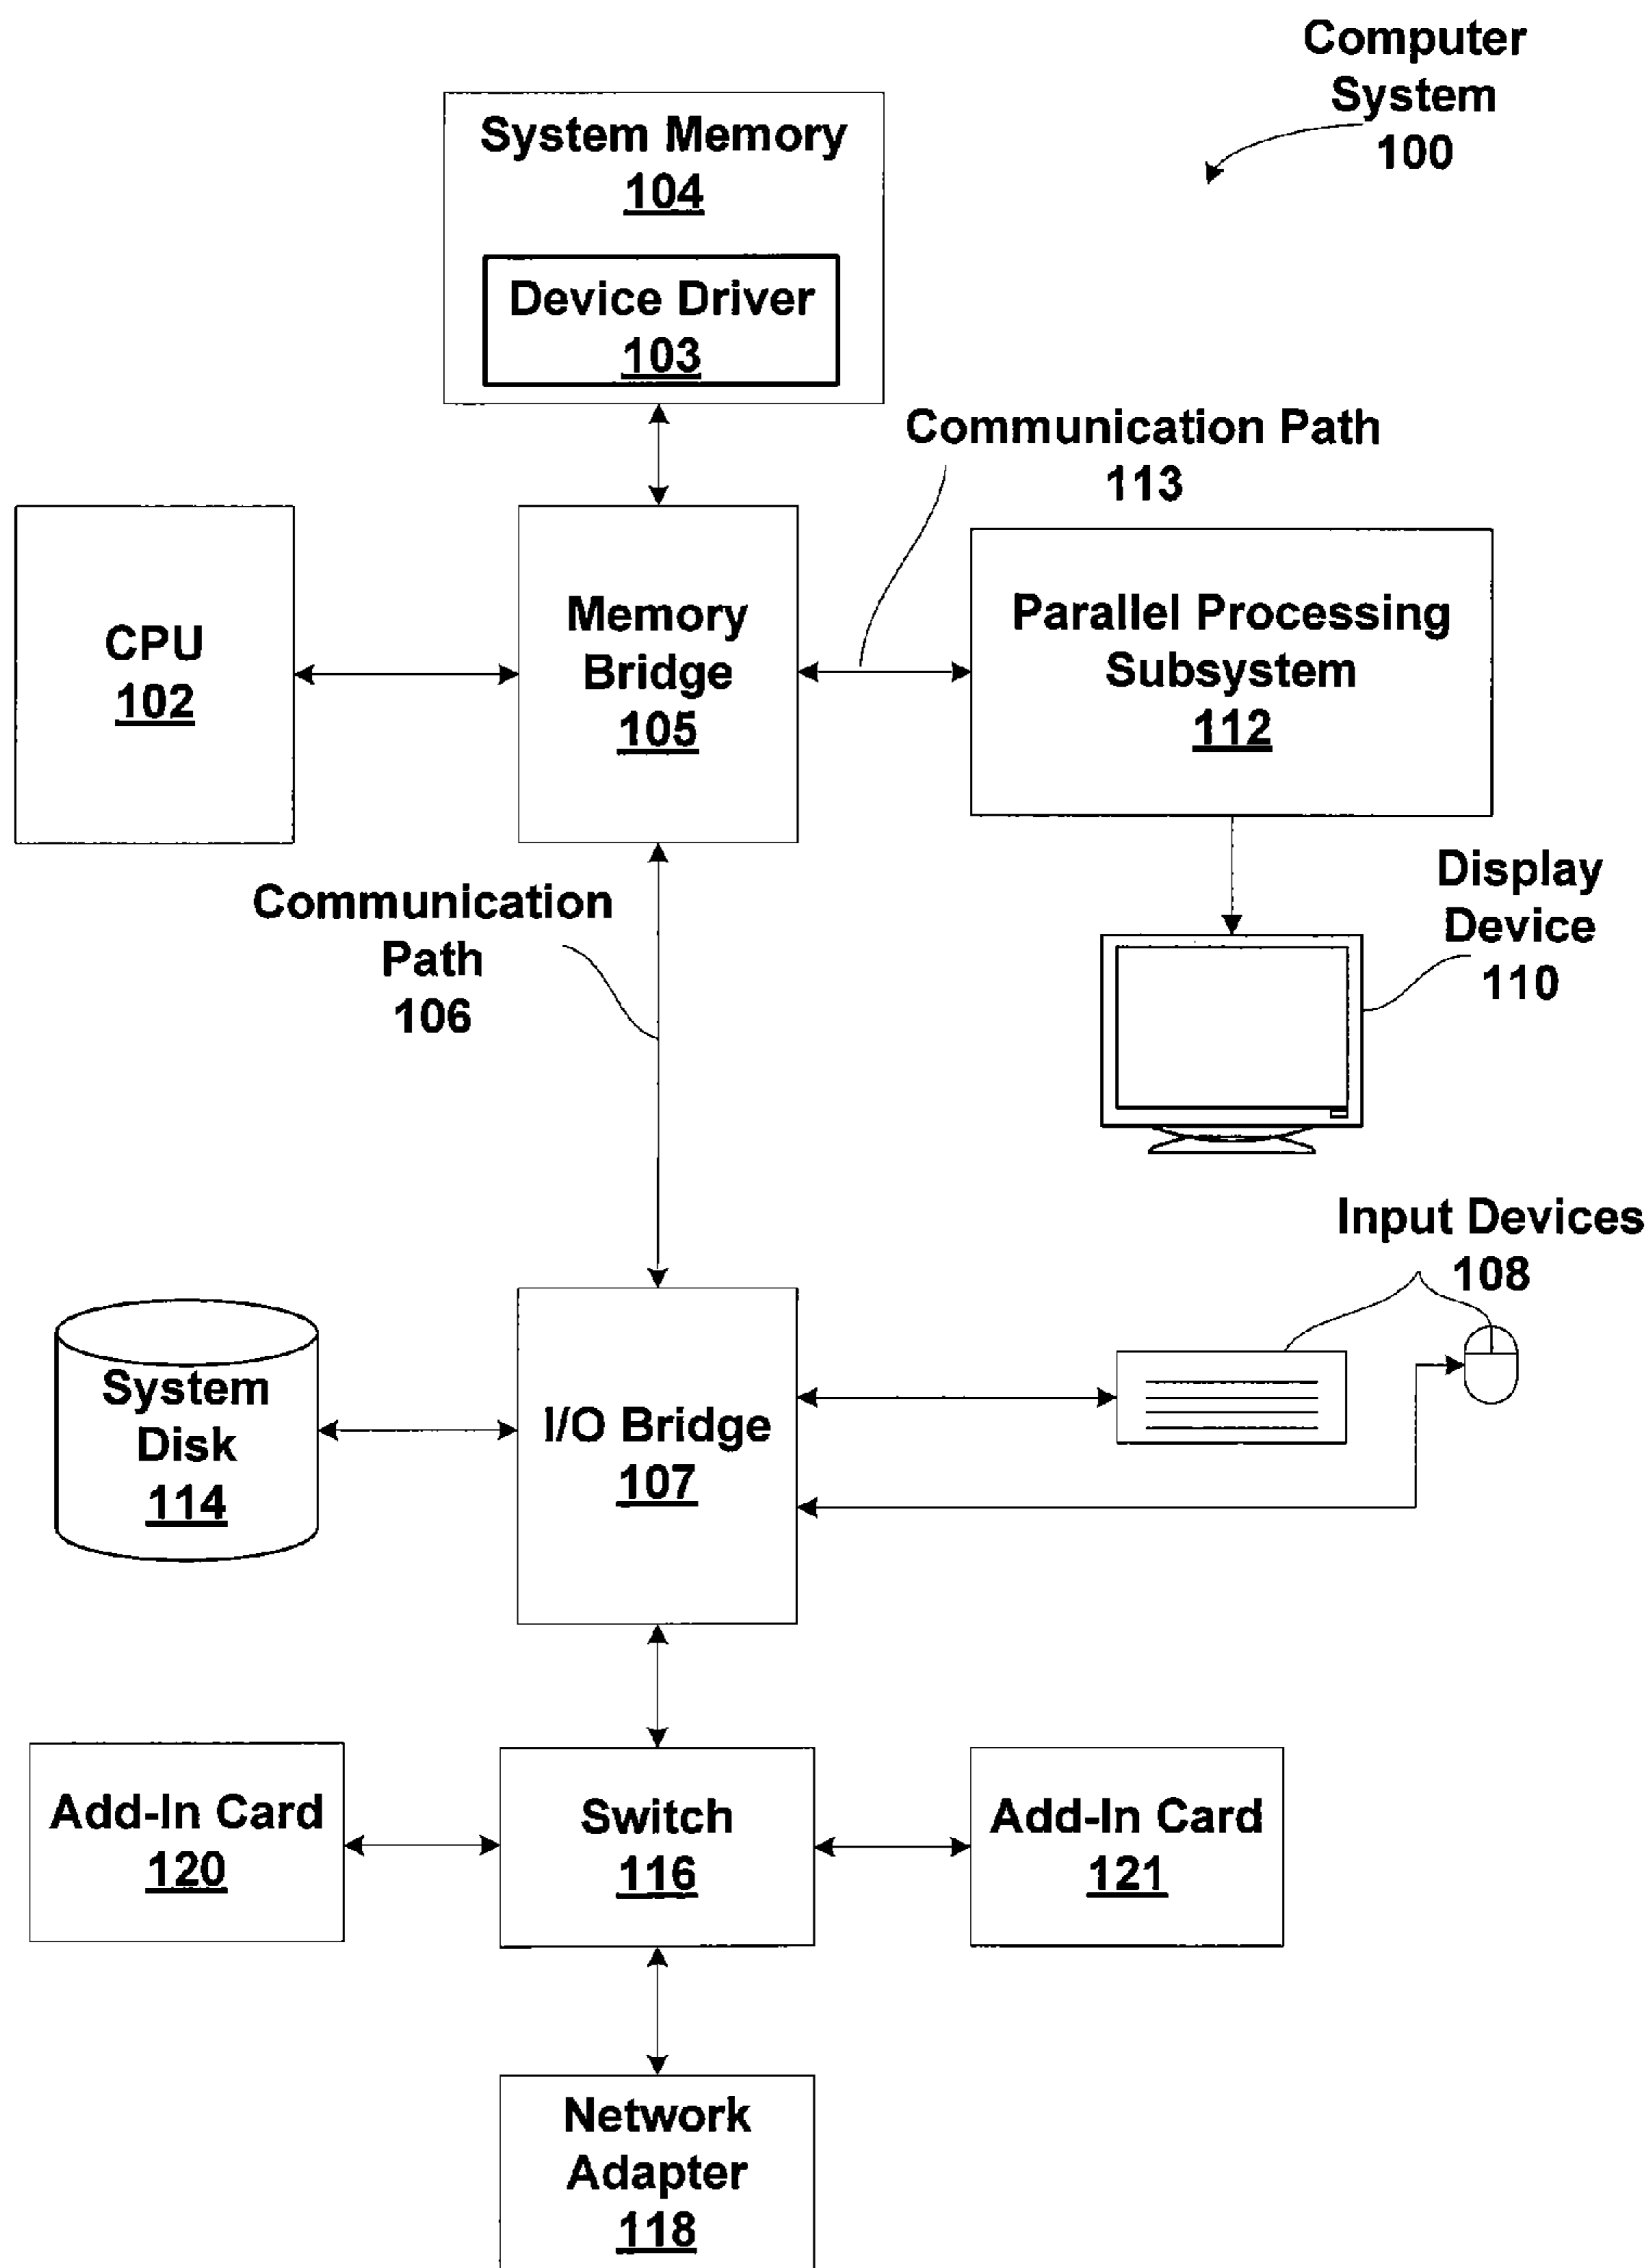 Computer
System
100
System Memory
104
Device Driver
103
Communication Path
113
CPU
102
Memory
Bridge
105
Parallel Processing
Subsystem
112
Communication
Path
106
Display
Device
110
Input Devices
108
System
Disk
114
I/O Bridge
107
Add-In Card
120
Switch
116
Add-In Card
121
Network
Adapter
118